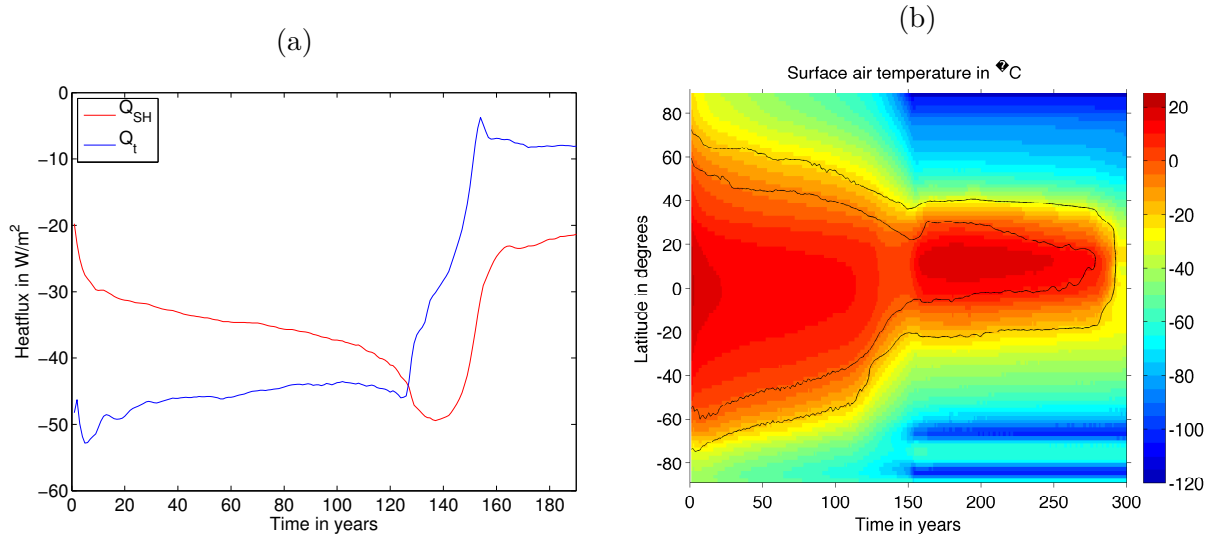 (a)
0
−10
−20
−30
−40
−50
−60
Heatflux in W/m²
Q_SH
Q_t
0 20 40 60 80 100 120 140 160 180
Time in years
(b)
Surface air temperature in �C
80
60
40
20
0
-20
-40
-60
-80
Latitude in degrees
0 50 100 150 200 250 300
Time in years
20
0
-20
-40
-60
-80
-100
-120